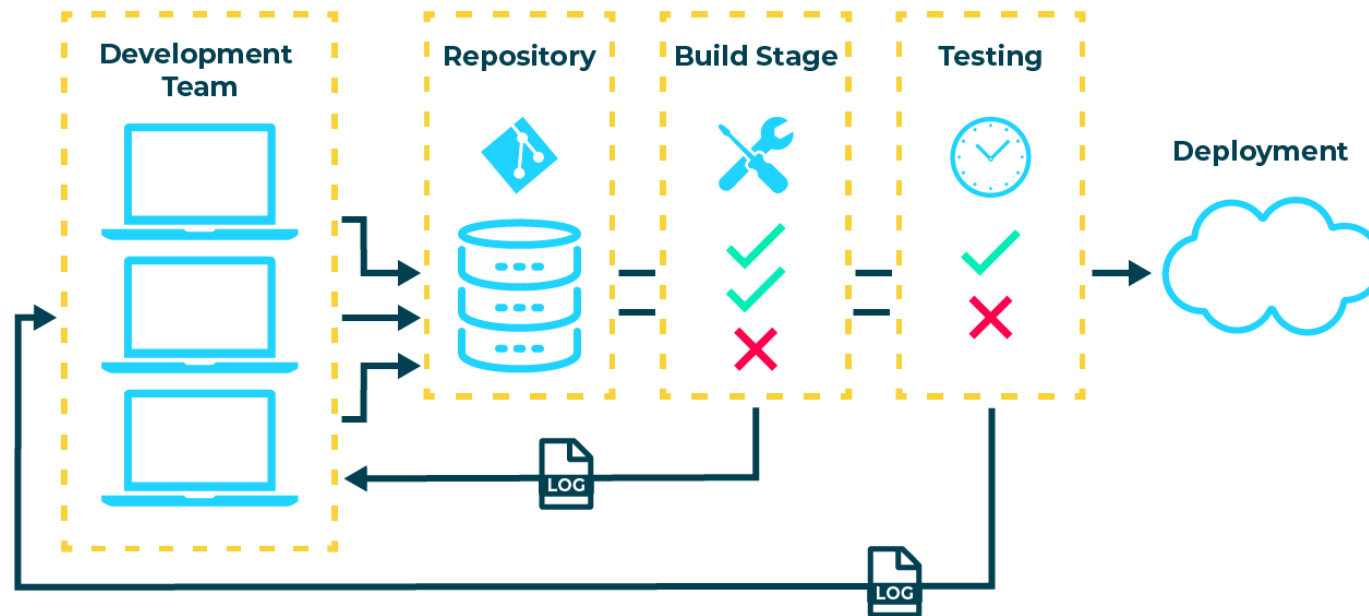 Development
Team
Repository
Build Stage
Testing
Deployment
LOG
LOG